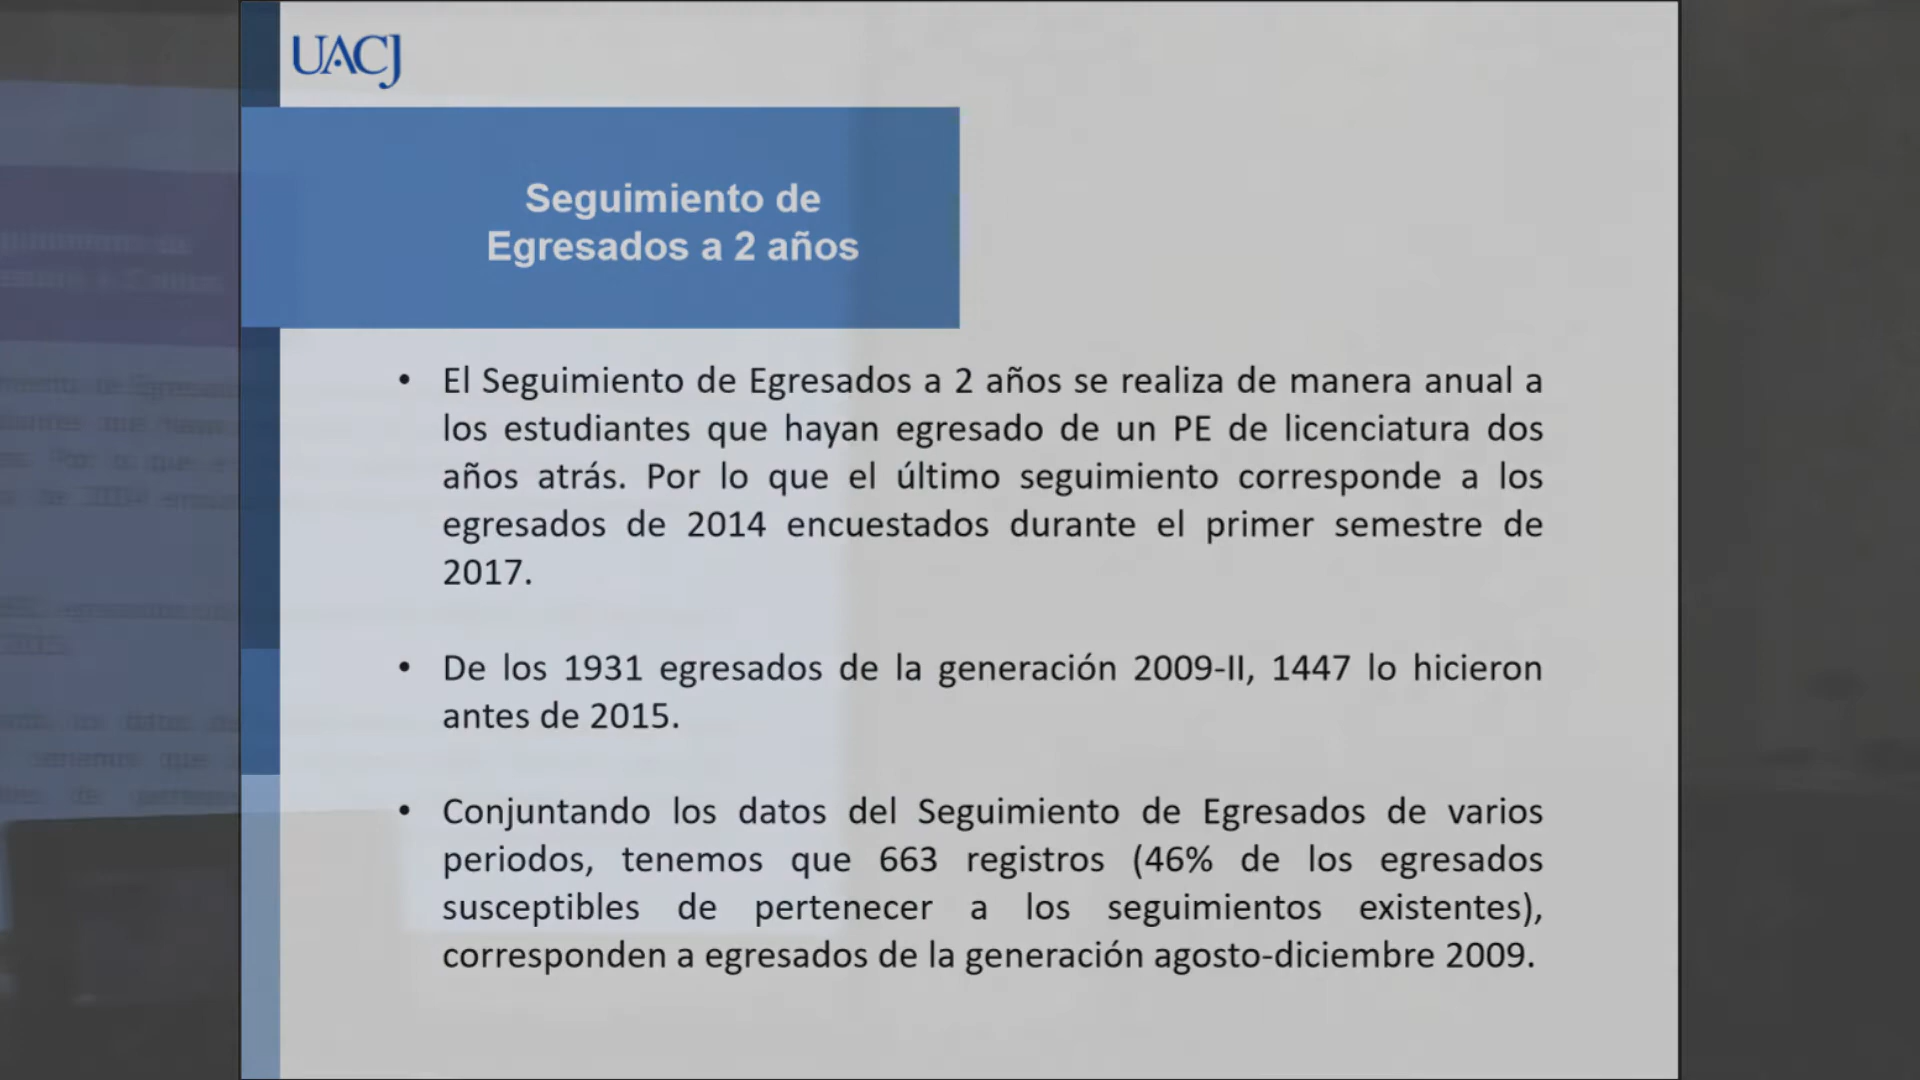 UACJ
Seguimiento de
Egresados a 2 años
• El Seguimiento de Egresados a 2 años se realiza de manera anual a
los estudiantes que hayan egresado de un PE de licenciatura dos
años atrás. Por lo que el último seguimiento corresponde a los
egresados de 2014 encuestados durante el primer semestre de
2017.
• De los 1931 egresados de la generación 2009-II, 1447 lo hicieron
antes de 2015.
• Conjuntando los datos del Seguimiento de Egresados de varios
periodos, tenemos que 663 registros (46% de los egresados
susceptibles de pertenecer a los seguimientos existentes),
corresponden a egresados de la generación agosto-diciembre 2009.